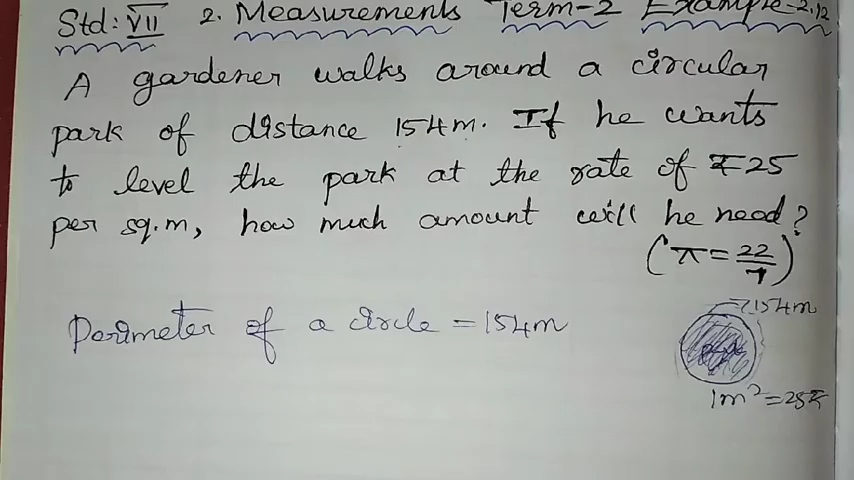 Std: VII 2. Measurements Term-2 Example-2.12
A gardener walks around a circular
park of distance 154m. If he wants
to level the park at the rate of ₹25
per sq.m, how much amount will he need?
(π = 22/7)
Perimeter of a circle = 154m
154m
1m² = 25₹